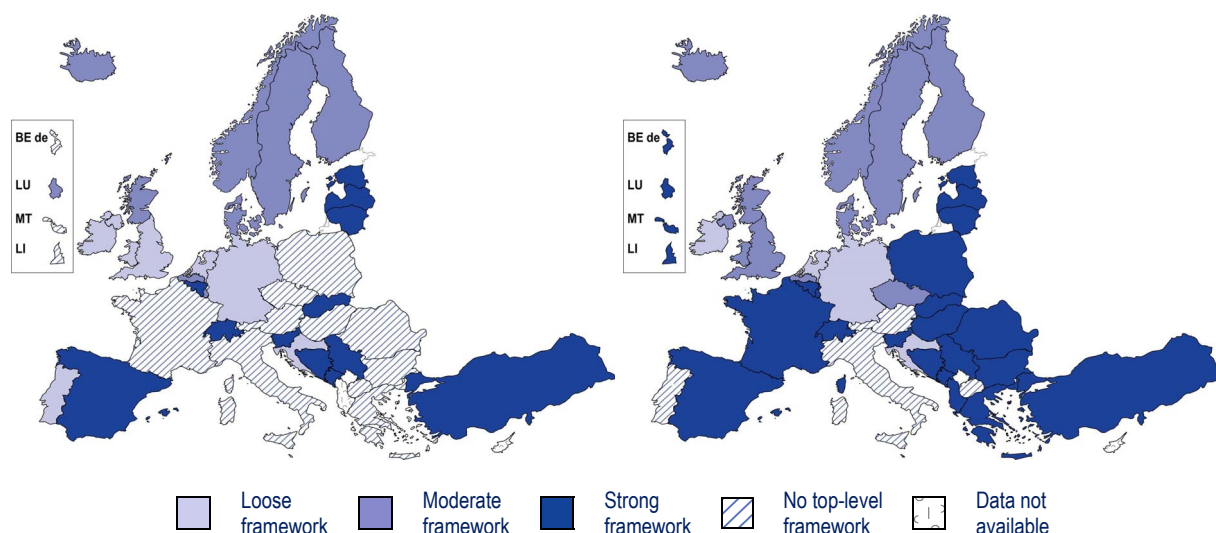 BE de
LU
MT
LI
BE de
LU
MT
LI
Loose
framework
Moderate
framework
Strong
framework
No top-level
framework
Data not
available